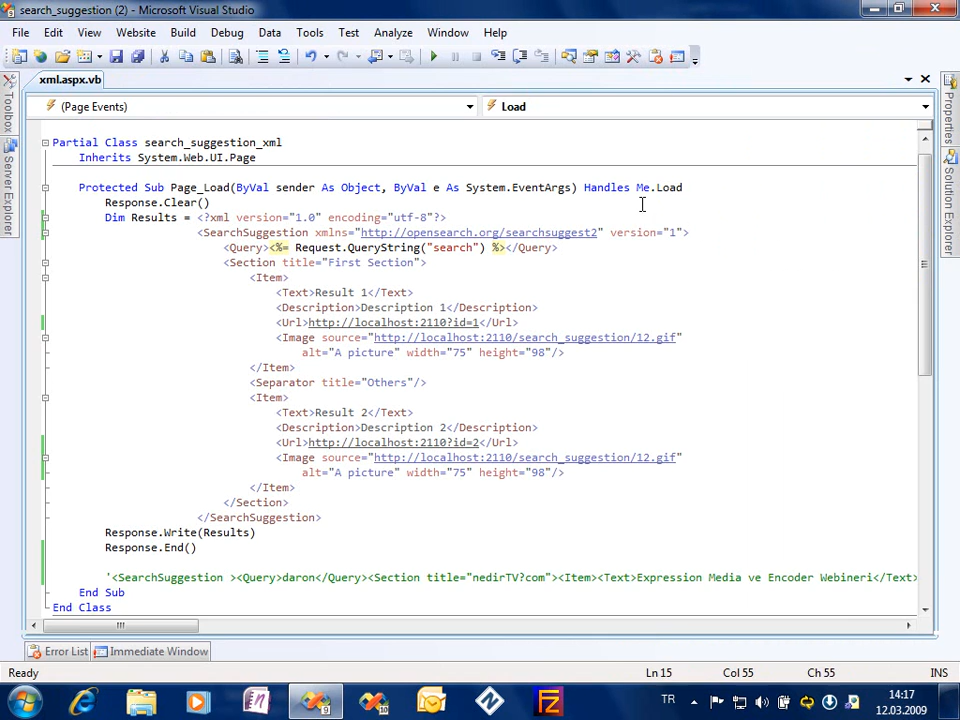 search_suggestion (2) - Microsoft Visual Studio
File Edit View Website Build Debug Data Tools Test Analyze Window Help
xml.aspx.vb
(Page Events) Load
Partial Class search_suggestion_xml
Inherits System.Web.UI.Page
Protected Sub Page_Load(ByVal sender As Object, ByVal e As System.EventArgs) Handles Me.Load
Response.Clear()
Dim Results = <?xml version="1.0" encoding="utf-8"?>
<SearchSuggestion xmlns="http://opensearch.org/searchsuggest2" version="1">
<Query><%= Request.QueryString("search") %></Query>
<Section title="First Section">
<Item>
<Text>Result 1</Text>
<Description>Description 1</Description>
<Url>http://localhost:2110?id=1</Url>
<Image source="http://localhost:2110/search_suggestion/12.gif"
alt="A picture" width="75" height="98"/>
</Item>
<Separator title="Others"/>
<Item>
<Text>Result 2</Text>
<Description>Description 2</Description>
<Url>http://localhost:2110?id=2</Url>
<Image source="http://localhost:2110/search_suggestion/12.gif"
alt="A picture" width="75" height="98"/>
</Item>
</Section>
</SearchSuggestion>
Response.Write(Results)
Response.End()
'<SearchSuggestion ><Query>daron</Query><Section title="nedirTV?com"><Item><Text>Expression Media ve Encoder Webineri</Text>
End Sub
End Class
Toolbox
Server Explorer
Properties
Solution Explorer
Error List Immediate Window
Ready Ln 15 Col 55 Ch 55 INS
9 10 TR 14:17
12.03.2009